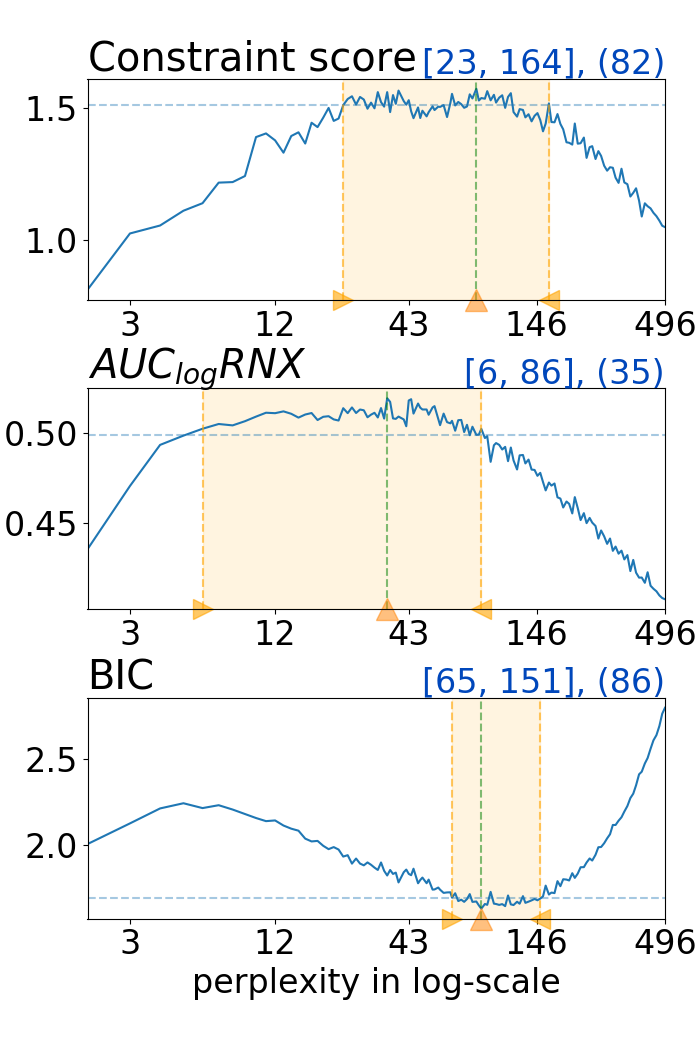 Constraint score [23, 164], (82)
1.5
1.0
3 12 43 146 496
AUC_logRNX [6, 86], (35)
0.50
0.45
3 12 43 146 496
BIC [65, 151], (86)
2.5
2.0
3 12 43 146 496
perplexity in log-scale